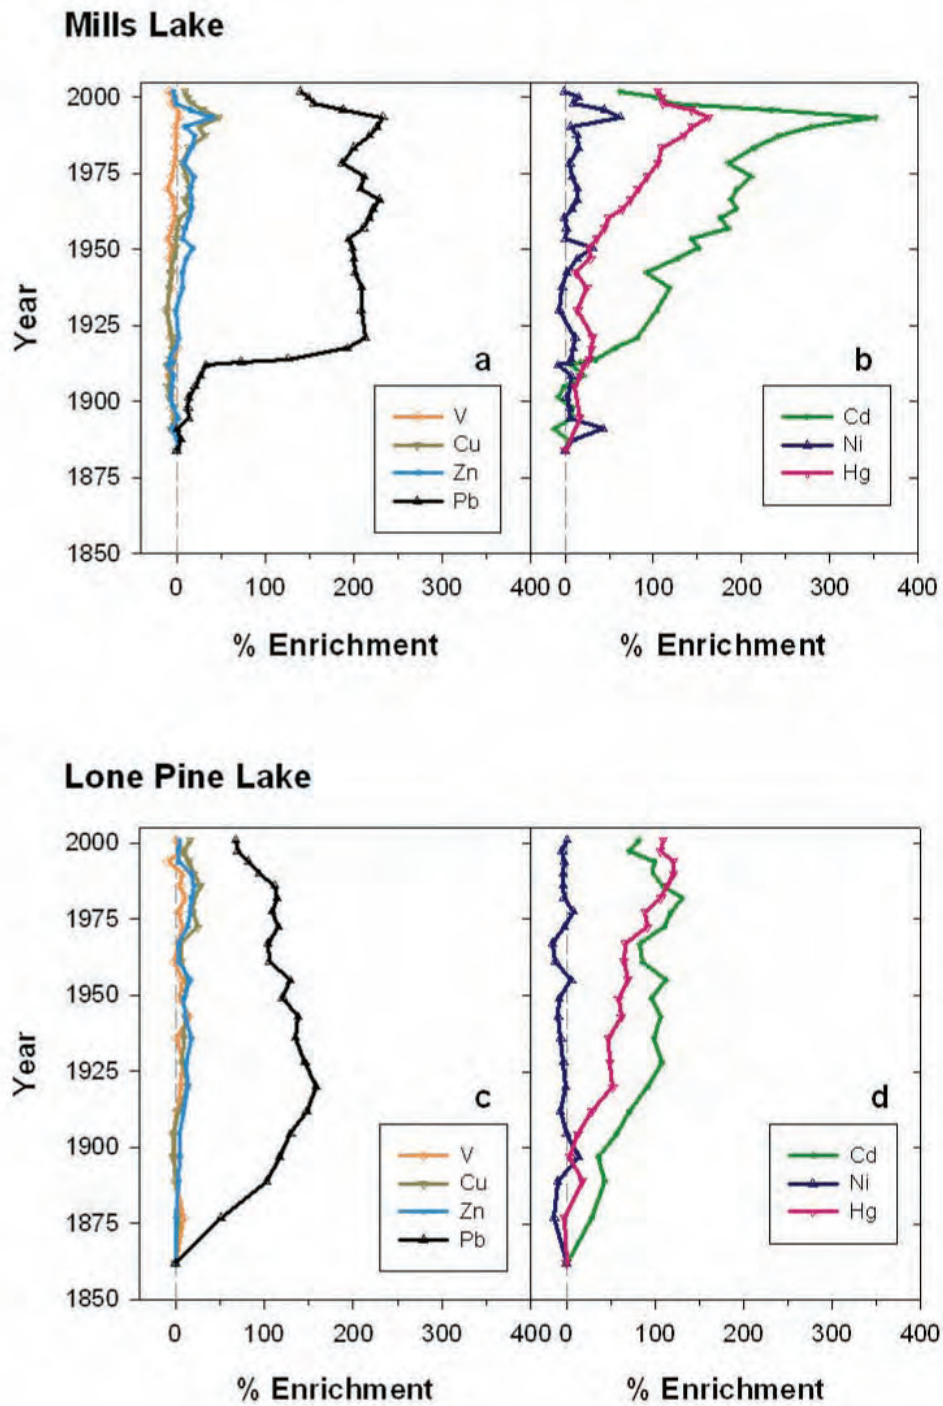 Mills Lake
2000
1975
1950
1925
1900
1875
1850
Year
a
V
Cu
Zn
Pb
b
Cd
Ni
Hg
0 100 200 300 400 0 100 200 300 400
% Enrichment % Enrichment
Lone Pine Lake
2000
1975
1950
1925
1900
1875
1850
Year
c
V
Cu
Zn
Pb
d
Cd
Ni
Hg
0 100 200 300 400 0 100 200 300 400
% Enrichment % Enrichment